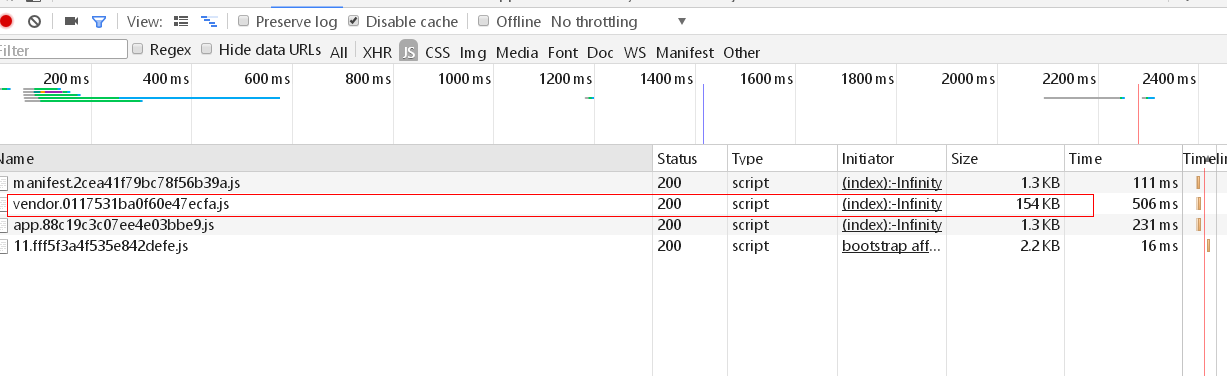 View: Preserve log Disable cache Offline No throttling
Filter Regex Hide data URLs All XHR JS CSS Img Media Font Doc WS Manifest Other
200 ms 400 ms 600 ms 800 ms 1000 ms 1200 ms 1400 ms 1600 ms 1800 ms 2000 ms 2200 ms 2400 ms
Name Status Type Initiator Size Time Timelin
manifest.2cea41f79bc78f56b39a.js 200 script (index):-Infinity 1.3 KB 111 ms
vendor.0117531ba0f60e47ecfa.js 200 script (index):-Infinity 154 KB 506 ms
app.88c19c3c07ee4e03bbe9.js 200 script (index):-Infinity 1.3 KB 231 ms
11.fff5f3a4f535e842defe.js 200 script bootstrap aff... 2.2 KB 16 ms